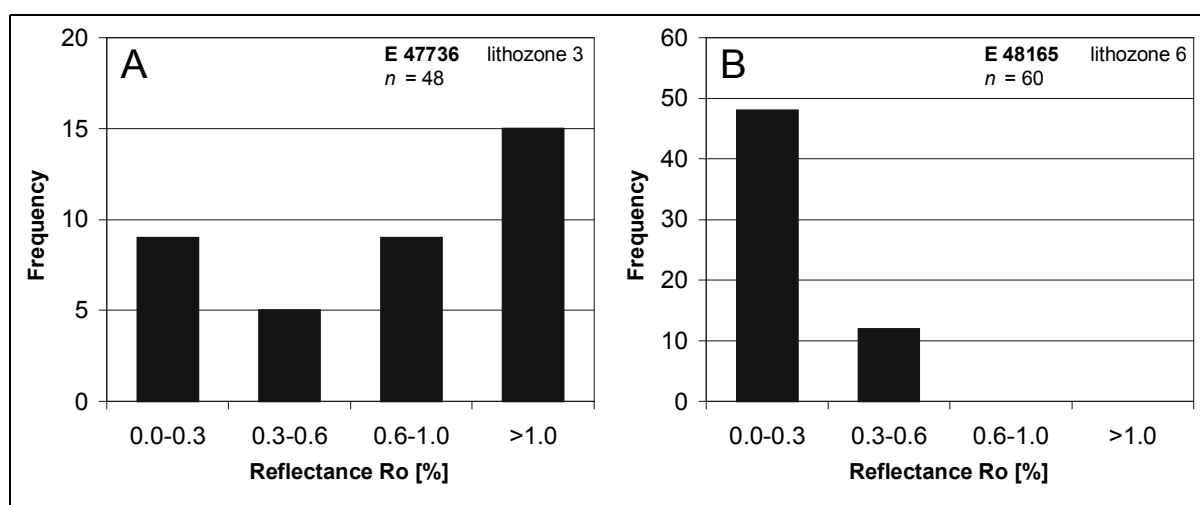 A
E 47736 lithozone 3
n = 48
20
15
10
5
0
Frequency
0.0-0.3 0.3-0.6 0.6-1.0 >1.0
Reflectance Ro [%]
B
E 48165 lithozone 6
n = 60
60
50
40
30
20
10
0
Frequency
0.0-0.3 0.3-0.6 0.6-1.0 >1.0
Reflectance Ro [%]